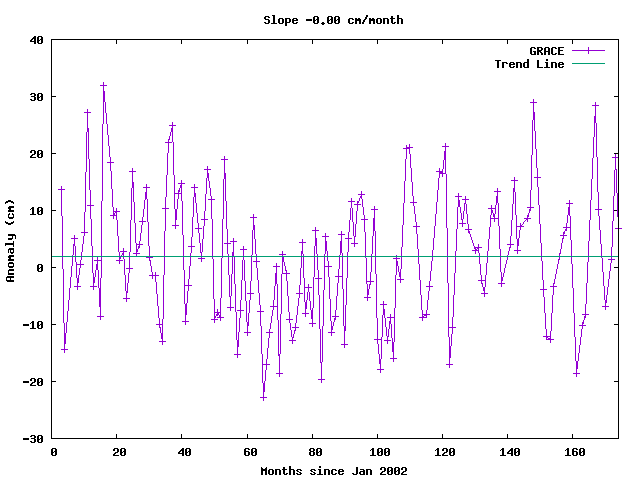 Slope -0.00 cm/month
GRACE
Trend Line
Anomaly (cm)
40
30
20
10
0
-10
-20
-30
0 20 40 60 80 100 120 140 160
Months since Jan 2002